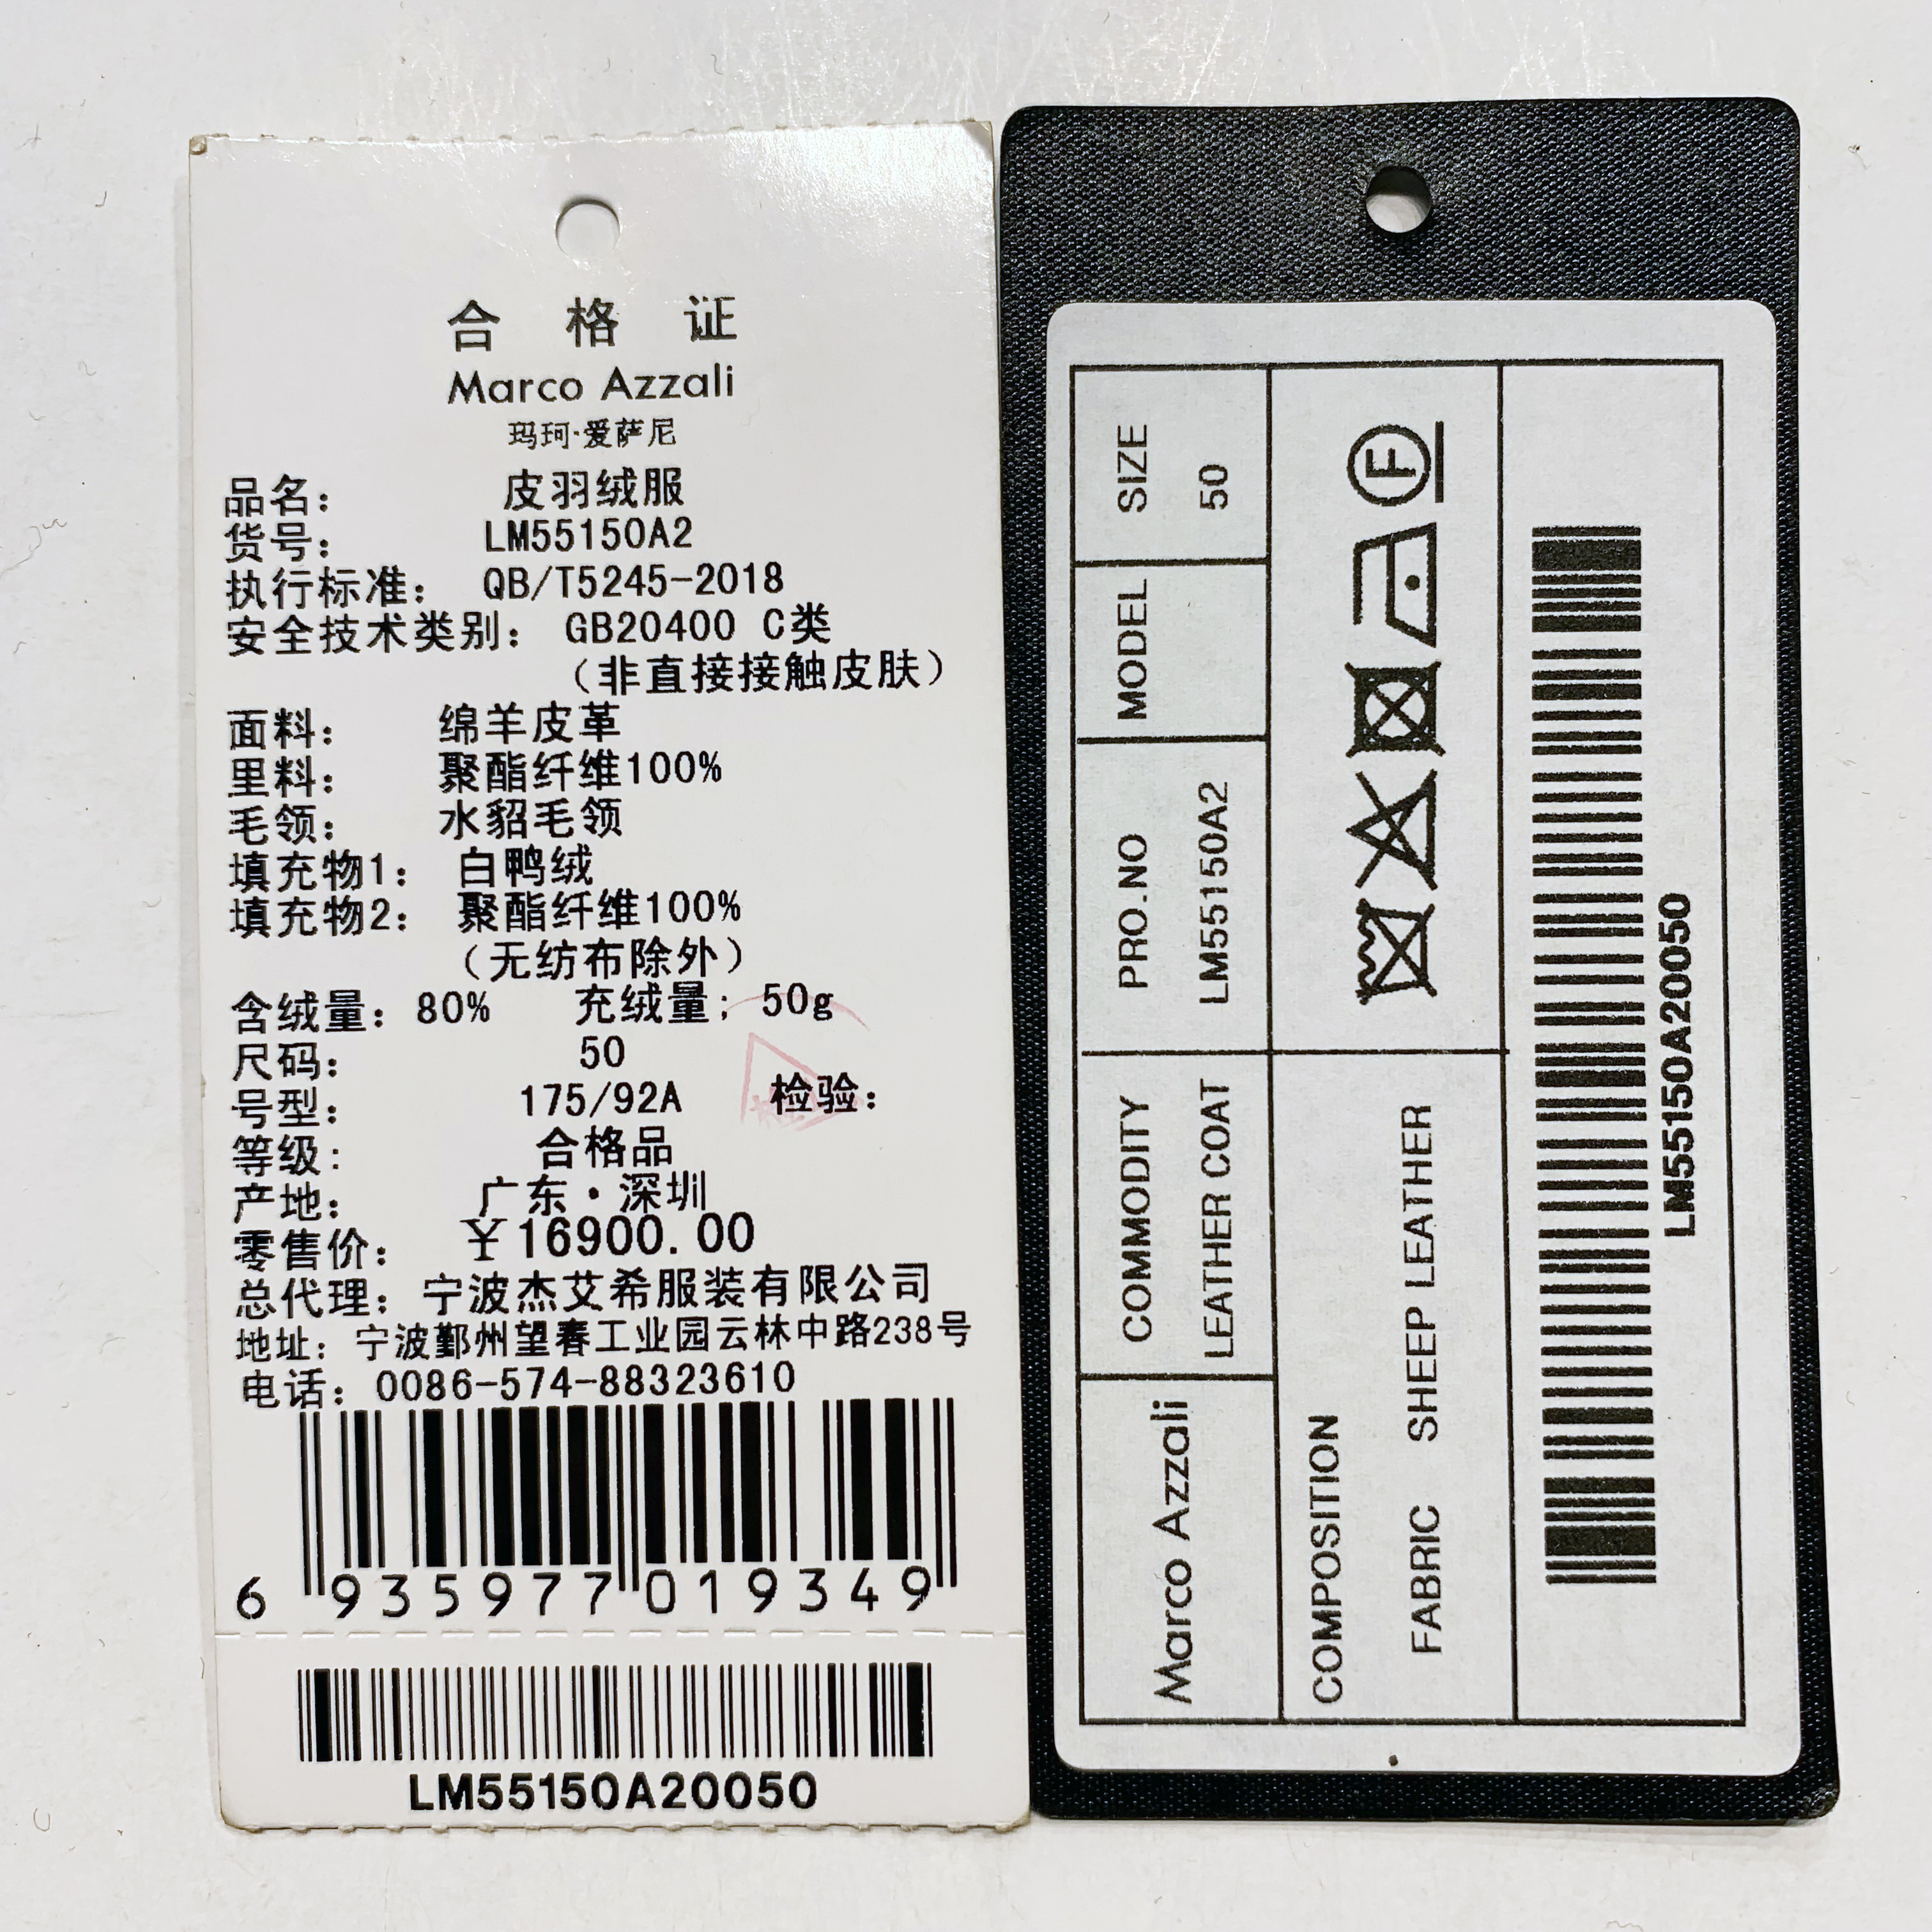 合格证
Marco Azzali
玛珂·爱萨尼
品名： 皮羽绒服
货号： LM55150A2
执行标准： QB/T5245-2018
安全技术类别： GB20400 C类
（非直接接触皮肤）
面料： 绵羊皮革
里料： 聚酯纤维100%
毛领： 水貂毛领
填充物1： 白鸭绒
填充物2： 聚酯纤维100%
（无纺布除外）
含绒量：80% 充绒量；50g
尺码： 50
号型： 175/92A 检验：
等级： 合格品
产地： 广东·深圳
零售价： ¥16900.00
总代理：宁波杰艾希服装有限公司
地址：宁波鄞州望春工业园云林中路238号
电话：0086-574-88323610
6 935977 019349
LM55150A20050
Marco Azzali
COMMODITY
LEATHER COAT
PRO.NO
LM55150A2
MODEL
SIZE
50
COMPOSITION
FABRIC SHEEP LEATHER
F
LM55150A20050